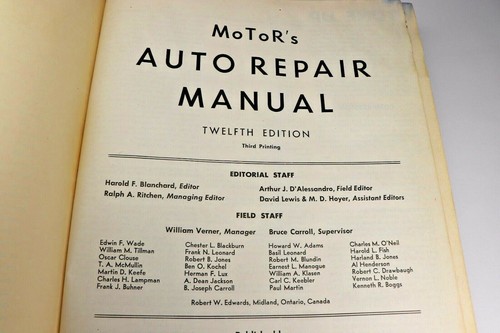 MoToR's
AUTO REPAIR
MANUAL
TWELFTH EDITION
Third Printing
EDITORIAL STAFF
Harold F. Blanchard, Editor Arthur J. D'Alessandro, Field Editor
Ralph A. Ritchen, Managing Editor David Lewis & M. D. Hoyer, Assistant Editors
FIELD STAFF
William Verner, Manager Bruce Carroll, Supervisor
Edwin F. Wade Chester L. Blackburn Howard W. Adams Charles M. O'Neil
William M. Tillman Frank N. Leonard Basil Leonard Harold L. Fish
Oscar Clouse Robert B. Jones Robert M. Blundin Harland B. Jones
T. A. McMullin Ben O. Kochel Earnest L. Manogue Al Henderson
Martin D. Keefe Herman F. Lux William A. Klasen Robert C. Drawbaugh
Charles H. Lampman A. Dean Jackson Carl C. Keebler Vernon L. Noble
Frank J. Buhner B. Joseph Carroll Paul Martin Kenneth R. Boggs
Robert W. Edwards, Midland, Ontario, Canada